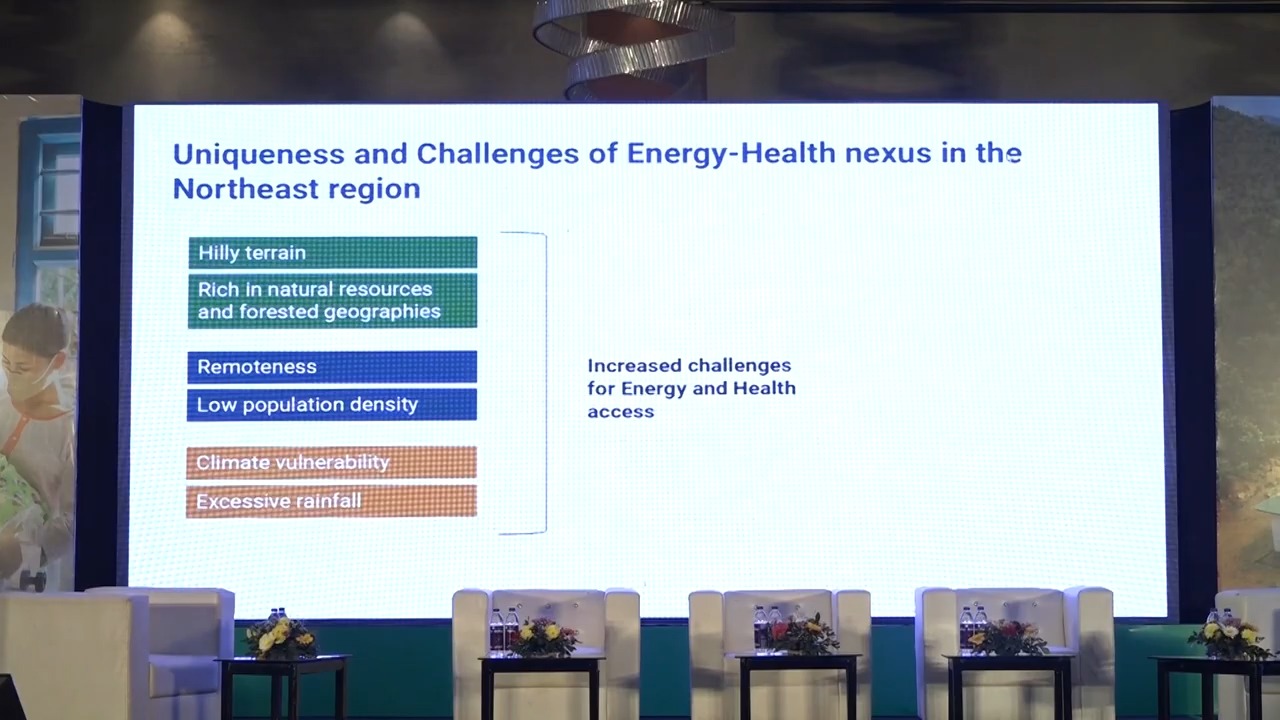 Uniqueness and Challenges of Energy-Health nexus in the
Northeast region
Hilly terrain
Rich in natural resources
and forested geographies
Remoteness
Low population density
Climate vulnerability
Excessive rainfall
Increased challenges
for Energy and Health
access